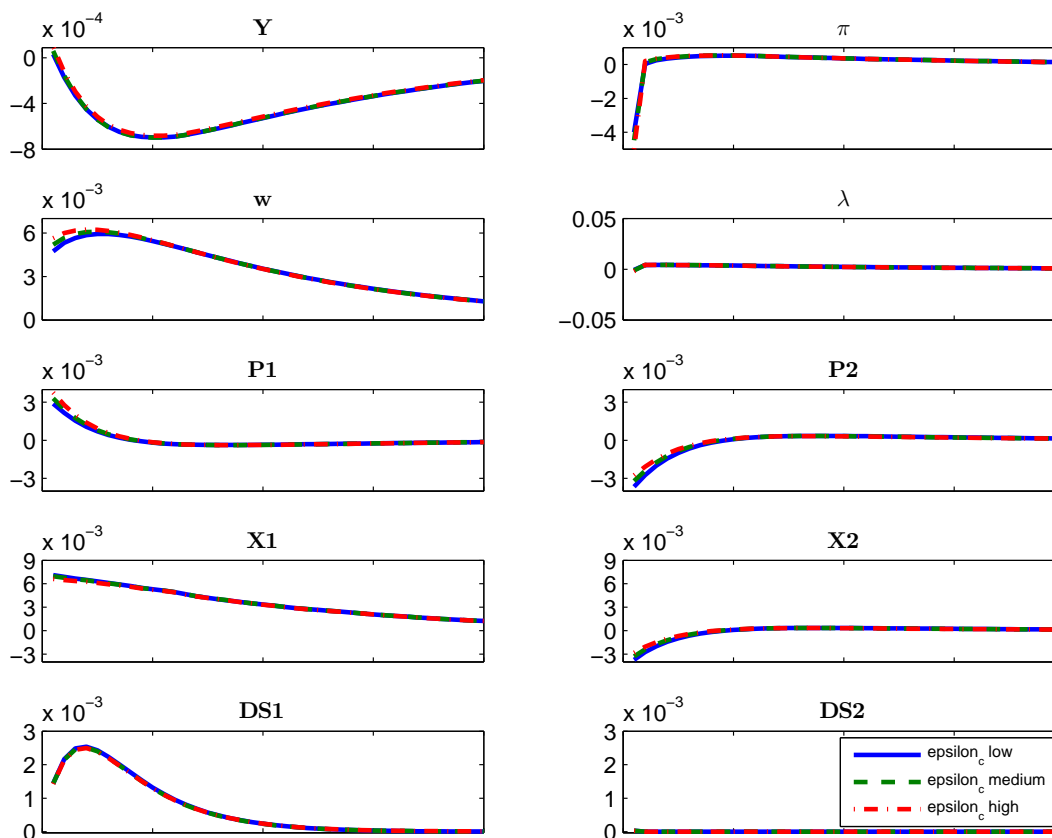 x 10⁻⁴
Y
0
−4
−8
x 10⁻³
π
0
−2
−4
x 10⁻³
w
6
3
0
λ
0.05
0
−0.05
x 10⁻³
P1
3
0
−3
x 10⁻³
P2
3
0
−3
x 10⁻³
X1
9
6
3
0
−3
x 10⁻³
X2
9
6
3
0
−3
x 10⁻³
DS1
3
2
1
0
x 10⁻³
DS2
3
2
1
0
epsilon_c low
epsilon_c medium
epsilon_c high